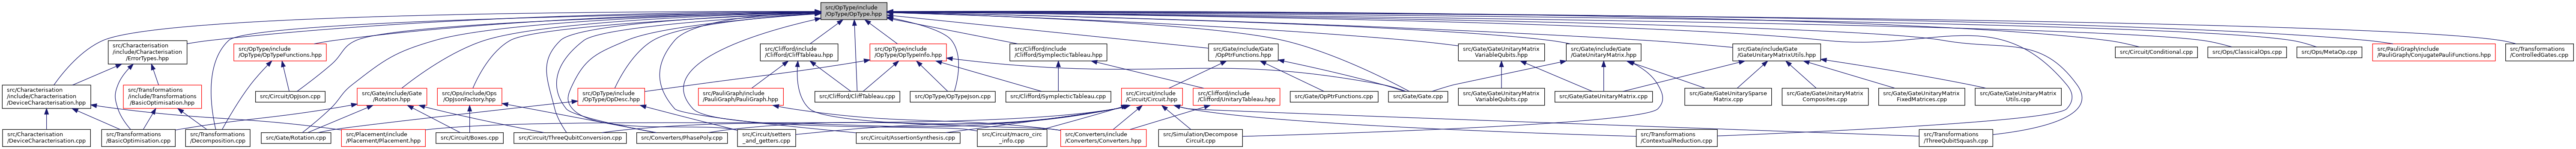 src/OpType/include
/OpType/OpType.hpp
src/Characterisation
/include/Characterisation
/ErrorTypes.hpp
src/OpType/include
/OpType/OpTypeFunctions.hpp
src/Clifford/include
/Clifford/CliffTableau.hpp
src/OpType/include
/OpType/OpTypeInfo.hpp
src/Clifford/include
/Clifford/SymplecticTableau.hpp
src/Gate/include/Gate
/OpPtrFunctions.hpp
src/Gate/GateUnitaryMatrix
VariableQubits.hpp
src/Gate/include/Gate
/GateUnitaryMatrix.hpp
src/Gate/include/Gate
/GateUnitaryMatrixUtils.hpp
src/Circuit/Conditional.cpp
src/Ops/ClassicalOps.cpp
src/Ops/MetaOp.cpp
src/PauliGraph/include
/PauliGraph/ConjugatePauliFunctions.hpp
src/Transformations
/ControlledGates.cpp
src/Characterisation
/include/Characterisation
/DeviceCharacterisation.hpp
src/Transformations
/include/Transformations
/BasicOptimisation.hpp
src/Circuit/OpJson.cpp
src/Gate/include/Gate
/Rotation.hpp
src/Ops/include/Ops
/OpJsonFactory.hpp
src/OpType/include
/OpType/OpDesc.hpp
src/PauliGraph/include
/PauliGraph/PauliGraph.hpp
src/Clifford/CliffTableau.cpp
src/OpType/OpTypeJson.cpp
src/Clifford/SymplecticTableau.cpp
src/Circuit/include
/Circuit/Circuit.hpp
src/Clifford/include
/Clifford/UnitaryTableau.hpp
src/Gate/OpPtrFunctions.cpp
src/Gate/Gate.cpp
src/Gate/GateUnitaryMatrix
VariableQubits.cpp
src/Gate/GateUnitaryMatrix.cpp
src/Gate/GateUnitarySparse
Matrix.cpp
src/Gate/GateUnitaryMatrix
Composites.cpp
src/Gate/GateUnitaryMatrix
FixedMatrices.cpp
src/Gate/GateUnitaryMatrix
Utils.cpp
src/Characterisation
/DeviceCharacterisation.cpp
src/Transformations
/BasicOptimisation.cpp
src/Transformations
/Decomposition.cpp
src/Gate/Rotation.cpp
src/Placement/include
/Placement/Placement.hpp
src/Circuit/Boxes.cpp
src/Circuit/ThreeQubitConversion.cpp
src/Converters/PhasePoly.cpp
src/Circuit/setters
_and_getters.cpp
src/Circuit/AssertionSynthesis.cpp
src/Circuit/macro_circ
_info.cpp
src/Converters/include
/Converters/Converters.hpp
src/Simulation/Decompose
Circuit.cpp
src/Transformations
/ContextualReduction.cpp
src/Transformations
/ThreeQubitSquash.cpp